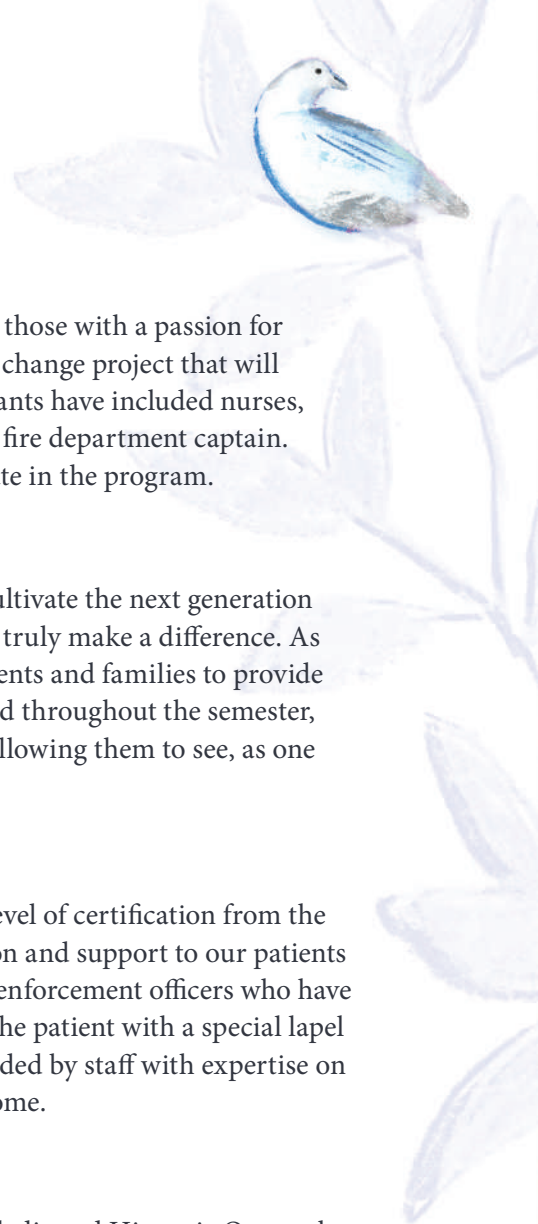 those with a passion for
change project that will
ants have included nurses,
fire department captain.
te in the program.
ultivate the next generation
truly make a difference. As
ents and families to provide
d throughout the semester,
llowing them to see, as one
evel of certification from the
on and support to our patients
enforcement officers who have
he patient with a special lapel
ded by staff with expertise on
ome.